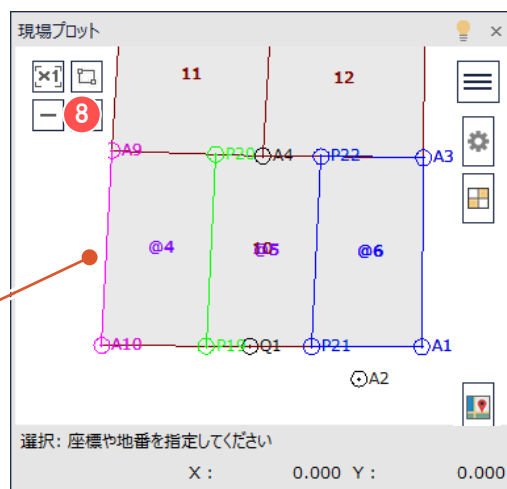 現場プロット
×1
8
11
12
A9
P20
A4
P22
A3
@4
10
@5
@6
A10
P19
Q1
P21
A1
A2
選択: 座標や地番を指定してください
X : 0.000 Y : 0.000